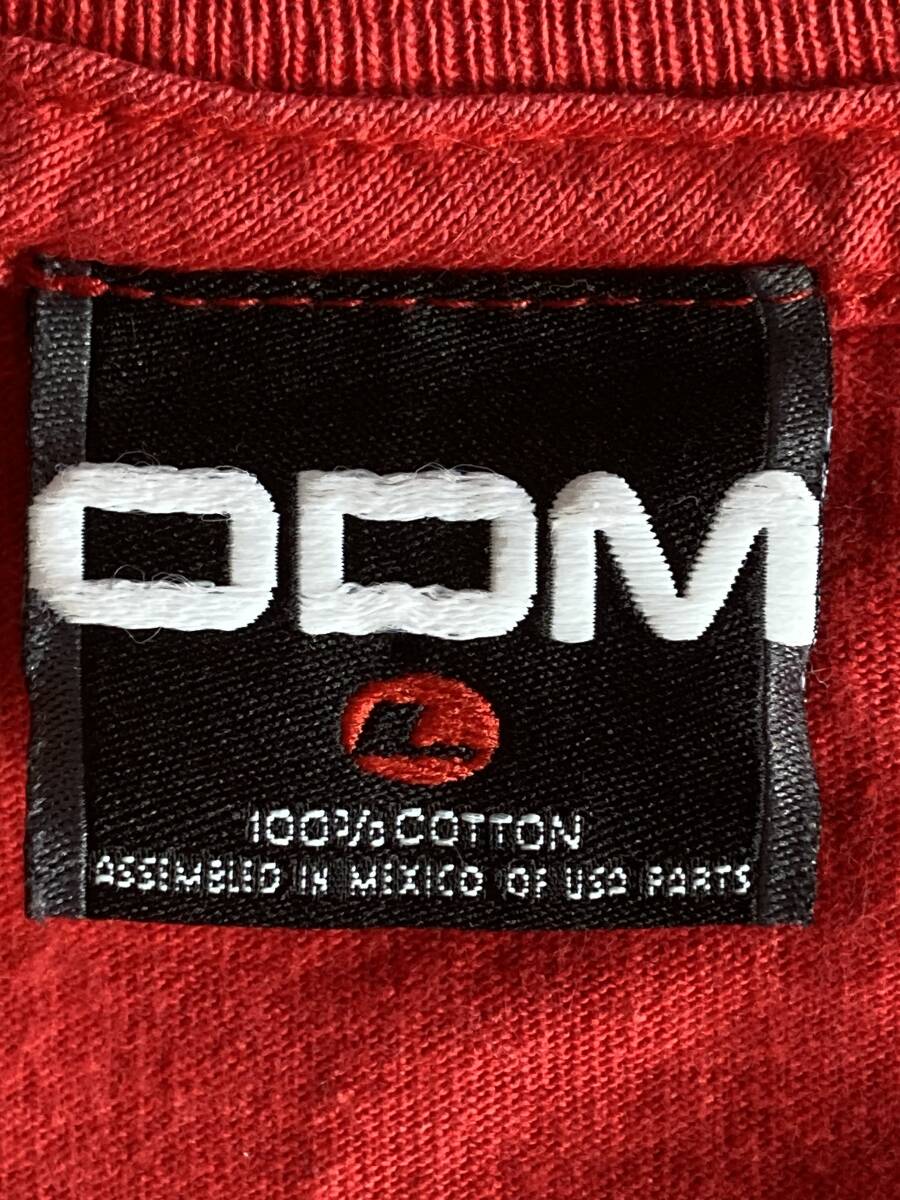 ODM
L
100% COTTON
ASSEMBLED IN MEXICO OF USA PARTS